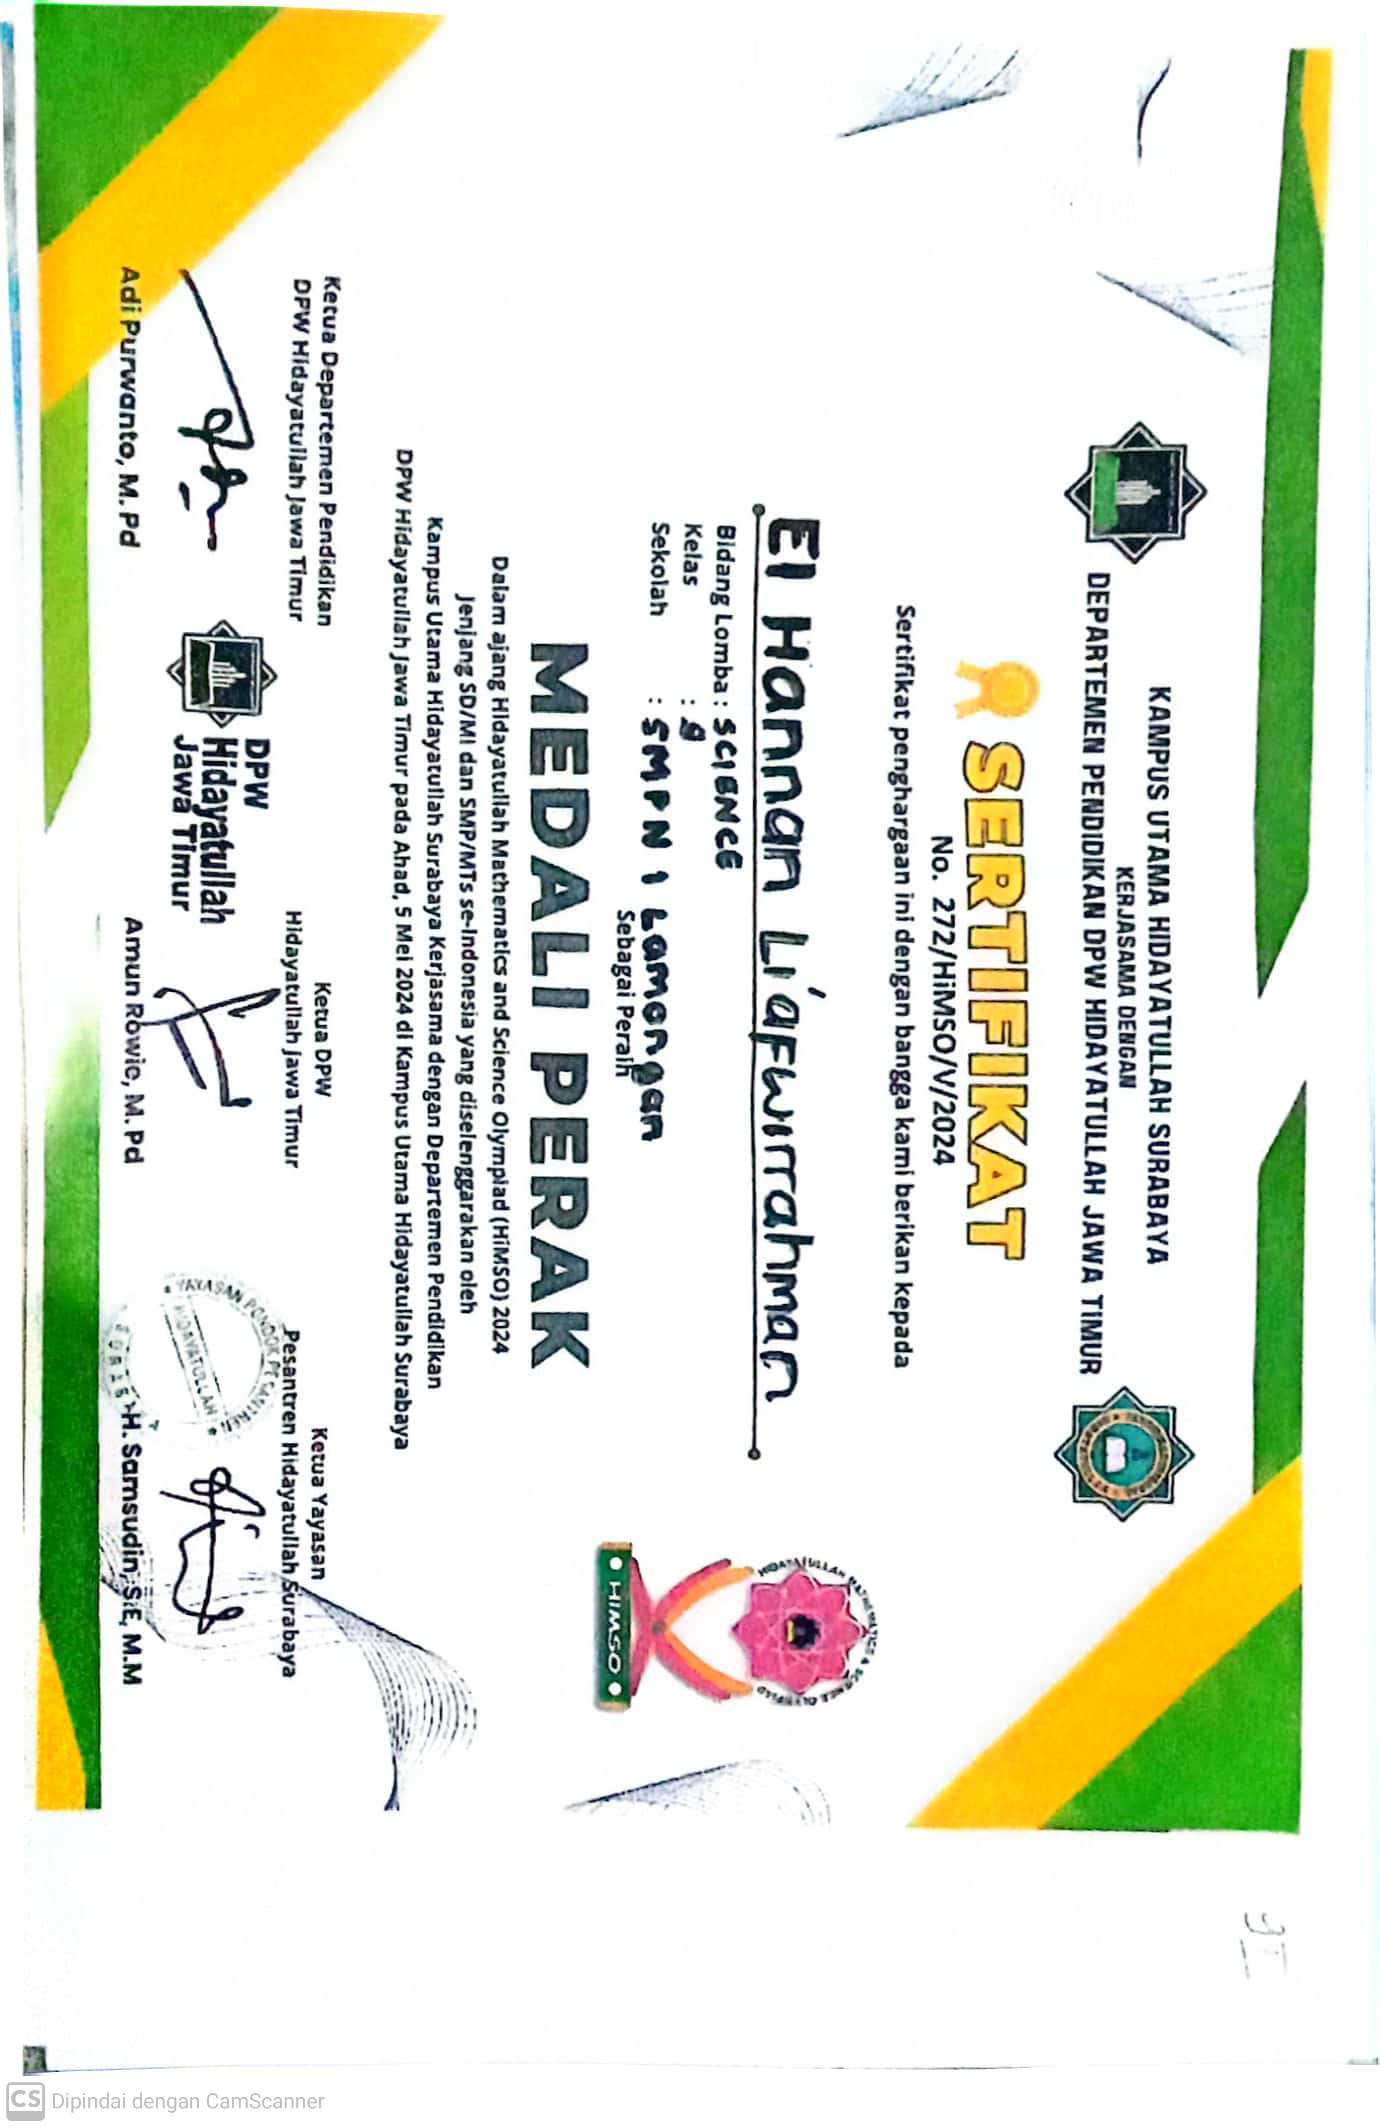 KAMPUS UTAMA HIDAYATULLAH SURABAYA
KERJASAMA DENGAN
DEPARTEMEN PENDIDIKAN DPW HIDAYATULLAH JAWA TIMUR
SERTIFIKAT
No. 272/HiMSO/V/2024
Sertifikat penghargaan ini dengan bangga kami berikan kepada
El Hannan Li'afwirrahman
Bidang Lomba : SCIENCE
Kelas : 9
Sekolah : SMPN 1 Lamongan
Sebagai Peraih
MEDALI PERAK
Dalam ajang Hidayatullah Mathematics and Science Olympiad (HiMSO) 2024
Jenjang SD/MI dan SMP/MTs se-Indonesia yang diselenggarakan oleh
Kampus Utama Hidayatullah Surabaya Kerjasama dengan Departemen Pendidikan
DPW Hidayatullah Jawa Timur pada Ahad, 5 Mei 2024 di Kampus Utama Hidayatullah Surabaya
HIDAYATULLAH MATHEMATICS & SCIENCE OLYMPIAD
HIMSO
Ketua Departemen Pendidikan
DPW Hidayatullah Jawa Timur
Adi Purwanto, M. Pd
DPW
Hidayatullah
Jawa Timur
Ketua DPW
Hidayatullah Jawa Timur
Amun Rowie, M. Pd
Ketua Yayasan
Pesantren Hidayatullah Surabaya
YAYASAN PONDOK PESANTREN
HIDAYATULLAH
H. Samsudin, SE, M.M
9I
CS Dipindai dengan CamScanner